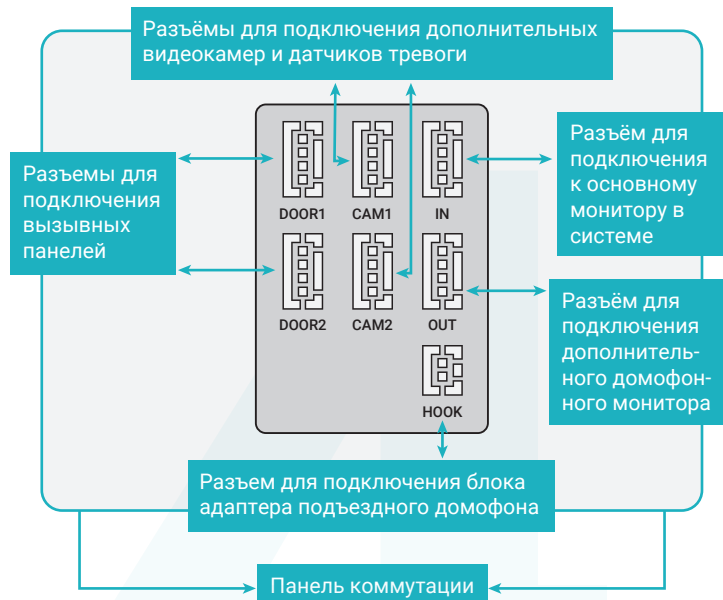 Разъёмы для подключения дополнительных
видеокамер и датчиков тревоги
Разъемы для
подключения
вызывных
панелей
DOOR1
CAM1
IN
DOOR2
CAM2
OUT
HOOK
Разъём для
подключения
к основному
монитору в
системе
Разъём для
подключения
дополнитель-
ного домофон-
ного монитора
Разъем для подключения блока
адаптера подъездного домофона
Панель коммутации